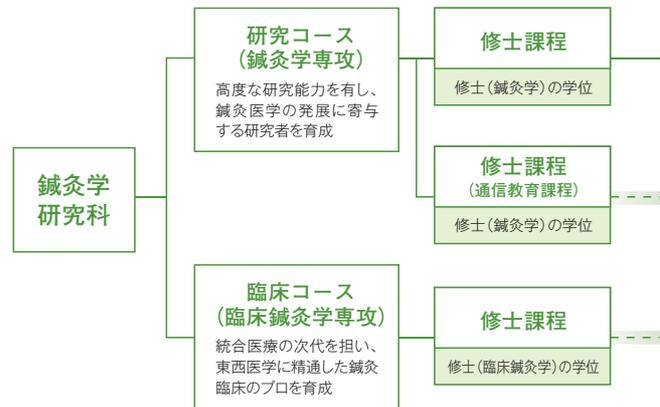 鍼灸学
研究科
研究コース
（鍼灸学専攻）
高度な研究能力を有し、
鍼灸医学の発展に寄与
する研究者を育成
修士課程
修士（鍼灸学）の学位
修士課程
（通信教育課程）
修士（鍼灸学）の学位
臨床コース
（臨床鍼灸学専攻）
統合医療の次代を担い、
東西医学に精通した鍼灸
臨床のプロを育成
修士課程
修士（臨床鍼灸学）の学位